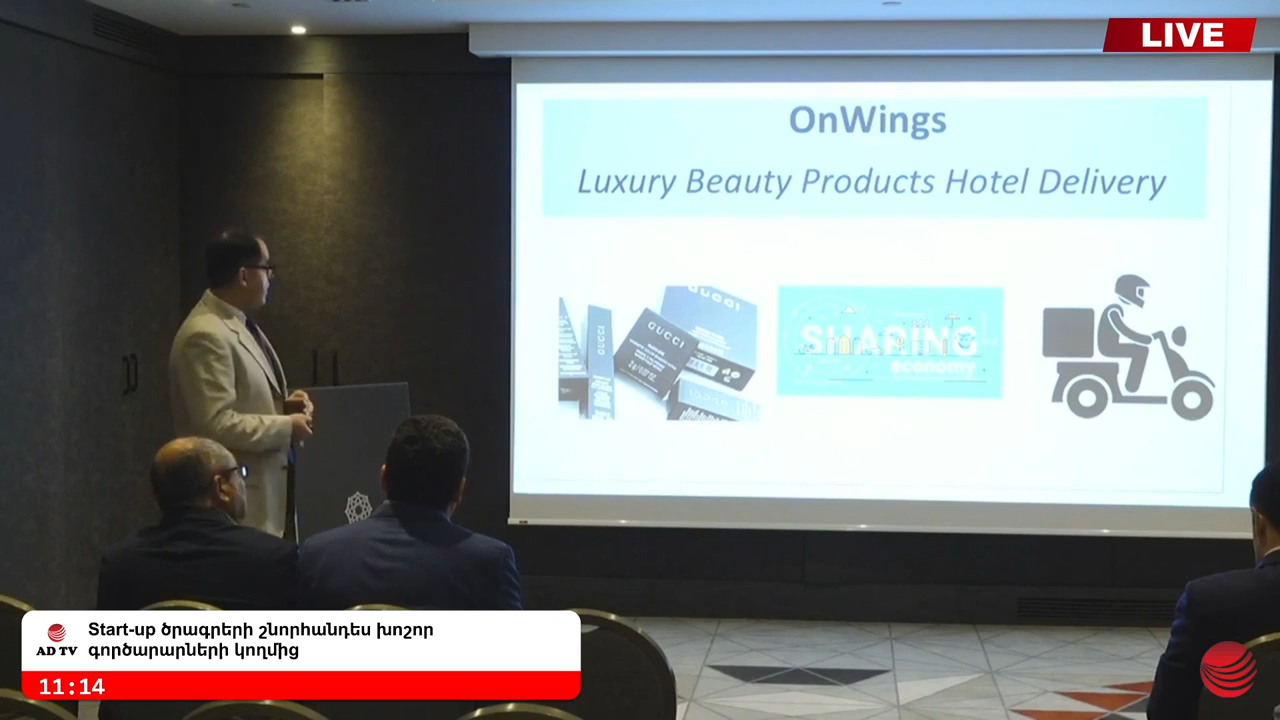 LIVE
OnWings
Luxury Beauty Products Hotel Delivery
GUCCI
GUCCI
GUCCI
SHARING
economy
Start-up ծրագրերի շնորհանդես խոշոր
գործարարների կողմից
AD TV
11:14